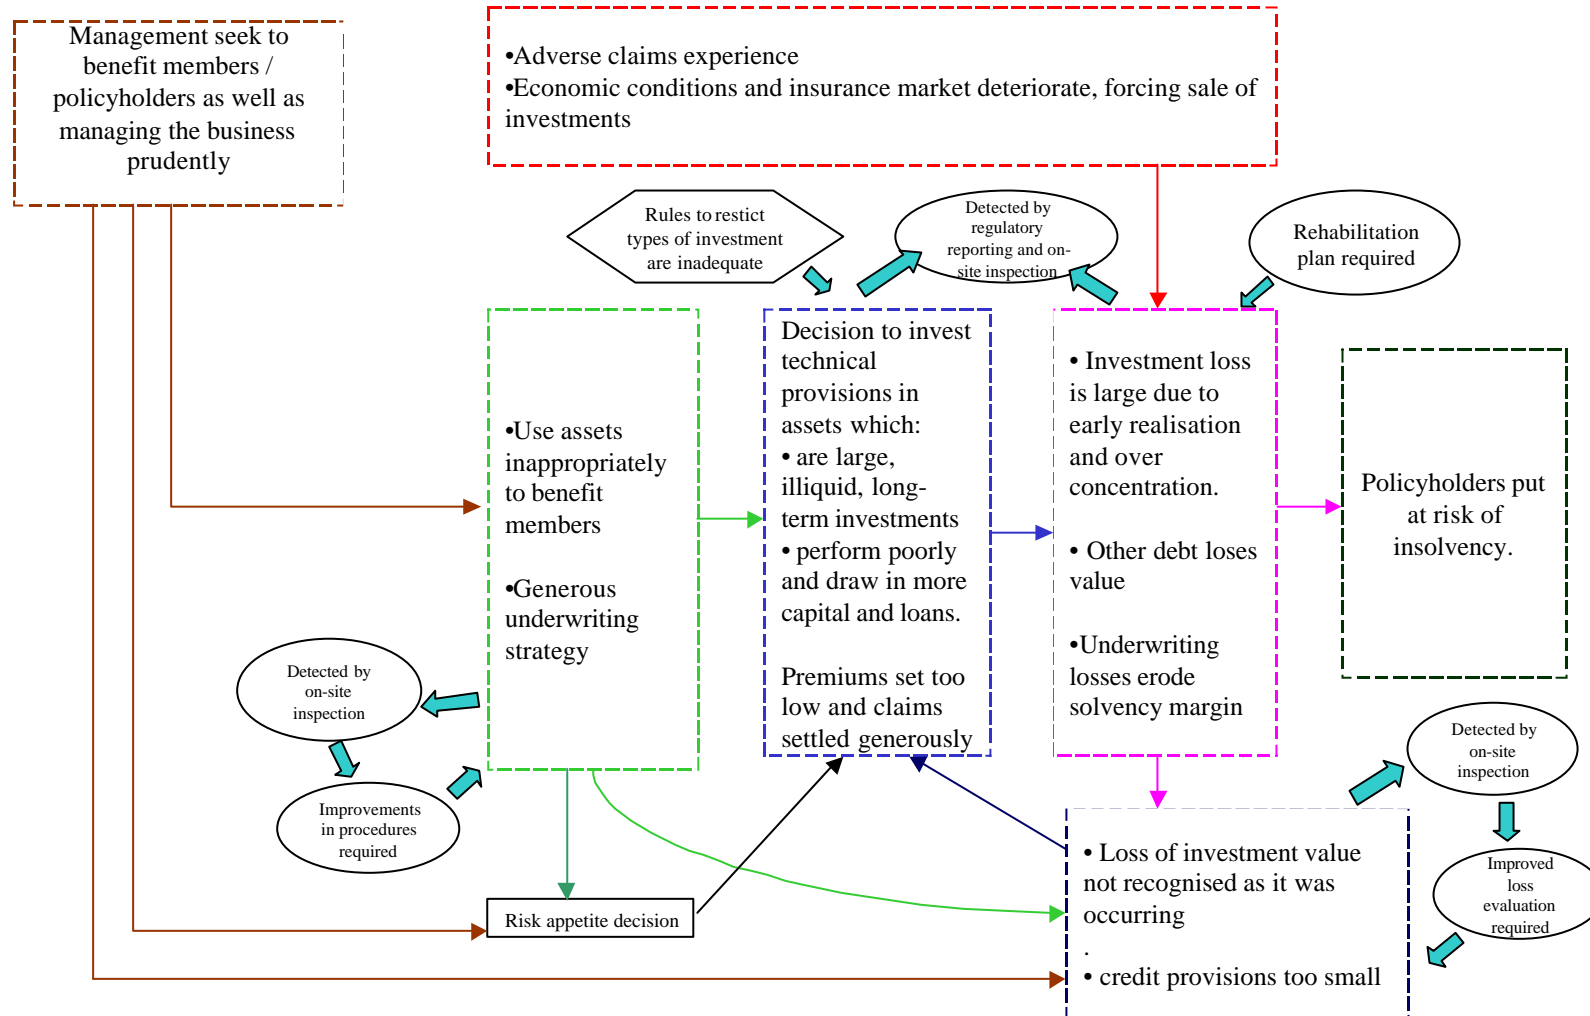 Management seek to
benefit members /
policyholders as well as
managing the business
prudently
•Adverse claims experience
•Economic conditions and insurance market deteriorate, forcing sale of
investments
Rules to restict
types of investment
are inadequate
Detected by
regulatory
reporting and on-
site inspection
Rehabilitation
plan required
•Use assets
inappropriately
to benefit
members
•Generous
underwriting
strategy
Decision to invest
technical
provisions in
assets which:
• are large,
illiquid, long-
term investments
• perform poorly
and draw in more
capital and loans.
Premiums set too
low and claims
settled generously
• Investment loss
is large due to
early realisation
and over
concentration.
• Other debt loses
value
•Underwriting
losses erode
solvency margin
Policyholders put
at risk of
insolvency.
Detected by
on-site
inspection
Improvements
in procedures
required
Risk appetite decision
• Loss of investment value
not recognised as it was
occurring
.
• credit provisions too small
Detected by
on-site
inspection
Improved
loss
evaluation
required